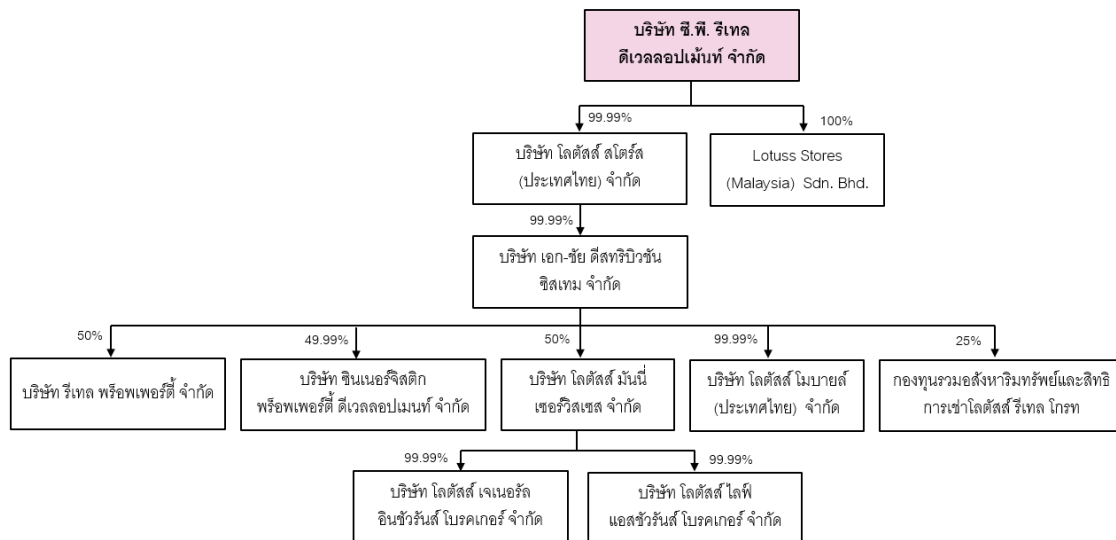 บริษัท ซี.พี. รีเทล
ดีเวลลอปเม้นท์ จำกัด
99.99%
100%
บริษัท โลตัสส์ สโตร์ส
(ประเทศไทย) จำกัด
Lotuss Stores
(Malaysia) Sdn. Bhd.
99.99%
บริษัท เอก-ชัย ดีสทริบิวชัน
ซิสเทม จำกัด
50%
49.99%
50%
99.99%
25%
บริษัท รีเทล พร็อพเพอร์ตี้ จำกัด
บริษัท ซินเนอร์จิสติก
พร็อพเพอร์ตี้ ดีเวลลอปเมนท์ จำกัด
บริษัท โลตัสส์ มันนี่
เซอร์วิสเซส จำกัด
บริษัท โลตัสส์ โมบายล์
(ประเทศไทย) จำกัด
กองทุนรวมอสังหาริมทรัพย์และสิทธิ
การเช่าโลตัสส์ รีเทล โกรท
99.99%
99.99%
บริษัท โลตัสส์ เจเนอรัล
อินชัวรันส์ โบรคเกอร์ จำกัด
บริษัท โลตัสส์ ไลฟ์
แอสชัวรันส์ โบรคเกอร์ จำกัด